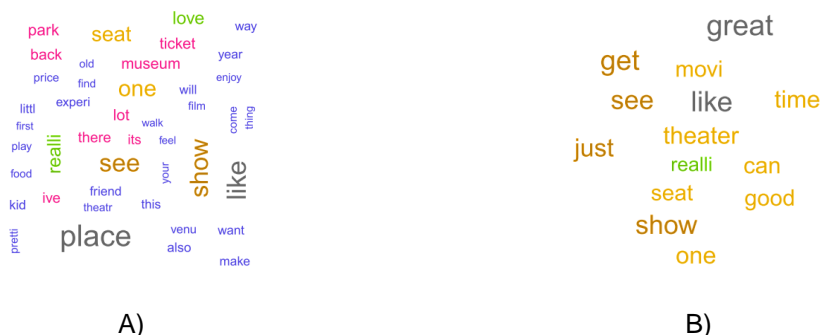 love
park way
seat
ticket
back year
museum
old
price enjoy
find
one will
experi film
littl
lot
first walk come thing
there its feel
play
realli
see
food your show like
friend
ive
kid theatr this
place venu want
pretti also
make
A)
great
get
movi
see like time
theater
just
realli can
seat good
show
one
B)